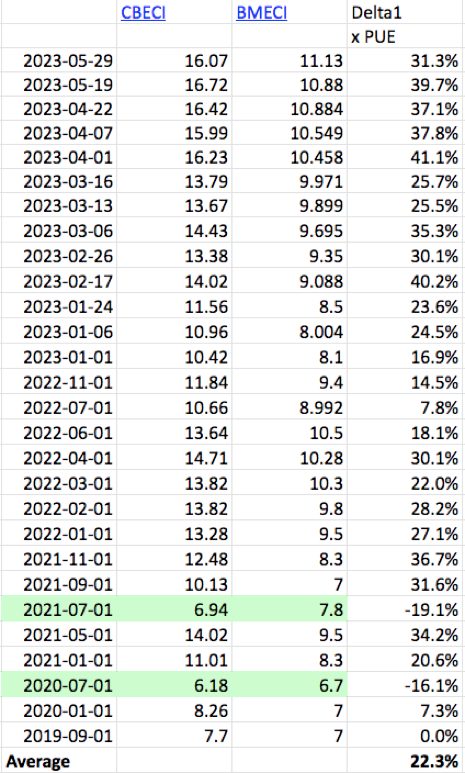 CBECI BMECI Delta1
x PUE
2023-05-29 16.07 11.13 31.3%
2023-05-19 16.72 10.88 39.7%
2023-04-22 16.42 10.884 37.1%
2023-04-07 15.99 10.549 37.8%
2023-04-01 16.23 10.458 41.1%
2023-03-16 13.79 9.971 25.7%
2023-03-13 13.67 9.899 25.5%
2023-03-06 14.43 9.695 35.3%
2023-02-26 13.38 9.35 30.1%
2023-02-17 14.02 9.088 40.2%
2023-01-24 11.56 8.5 23.6%
2023-01-06 10.96 8.004 24.5%
2023-01-01 10.42 8.1 16.9%
2022-11-01 11.84 9.4 14.5%
2022-07-01 10.66 8.992 7.8%
2022-06-01 13.64 10.5 18.1%
2022-04-01 14.71 10.28 30.1%
2022-03-01 13.82 10.3 22.0%
2022-02-01 13.82 9.8 28.2%
2022-01-01 13.28 9.5 27.1%
2021-11-01 12.48 8.3 36.7%
2021-09-01 10.13 7 31.6%
2021-07-01 6.94 7.8 -19.1%
2021-05-01 14.02 9.5 34.2%
2021-01-01 11.01 8.3 20.6%
2020-07-01 6.18 6.7 -16.1%
2020-01-01 8.26 7 7.3%
2019-09-01 7.7 7 0.0%
Average 22.3%